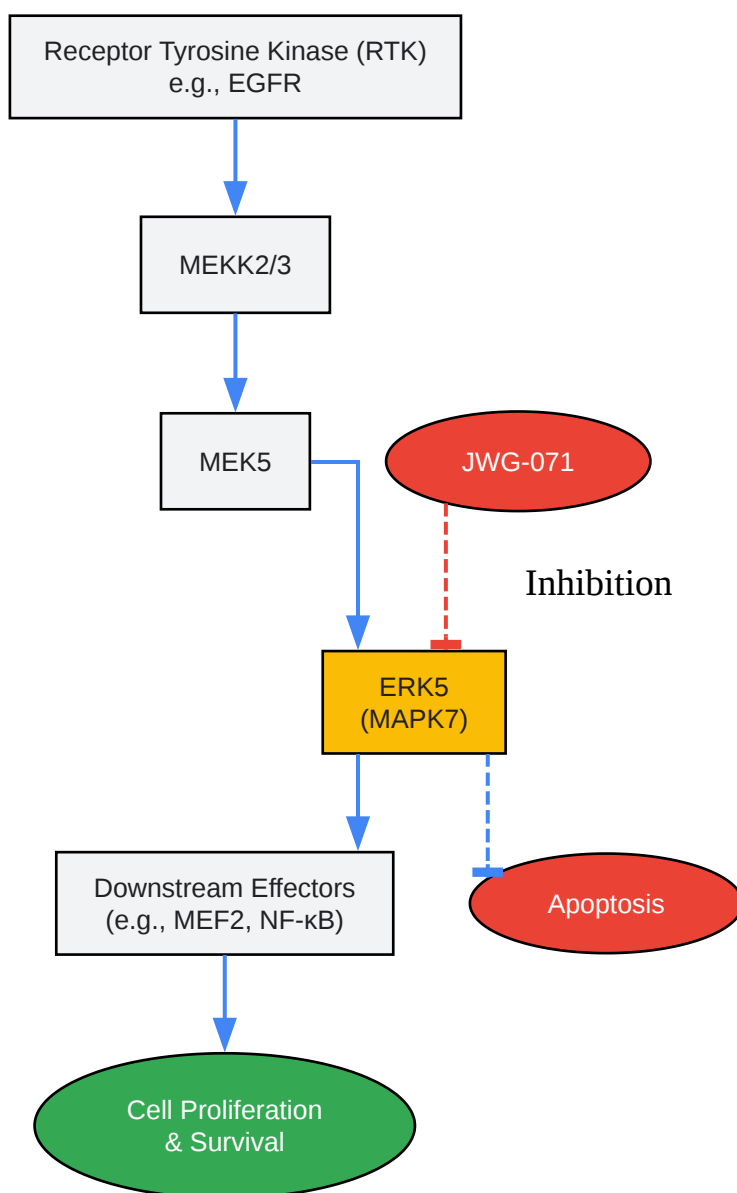 Receptor Tyrosine Kinase (RTK)
e.g., EGFR
MEKK2/3
MEK5
JWG-071
Inhibition
ERK5
(MAPK7)
Downstream Effectors
(e.g., MEF2, NF-κB)
Apoptosis
Cell Proliferation
& Survival